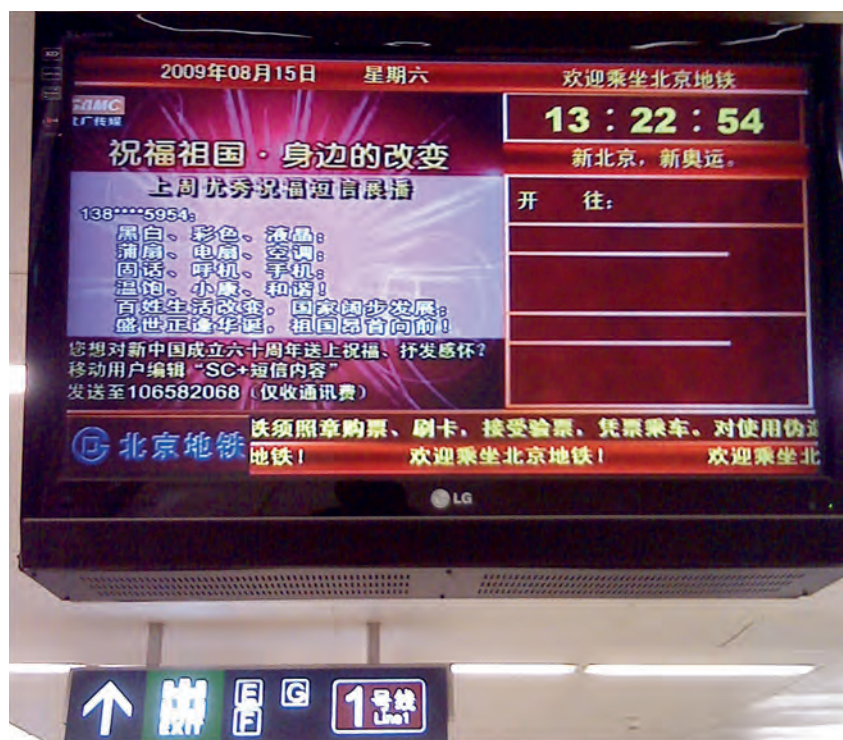 2009年08月15日 星期六 欢迎乘坐北京地铁
13:22:54
祝福祖国·身边的改变
新北京，新奥运。
上周优秀祝福短信展播
开 往：
138****5954：
黑白、彩色、液晶；
蒲扇、电扇、空调；
固话、呼机、手机；
温饱、小康、和谐！
百姓生活改变，国家阔步发展；
盛世正逢华诞，祖国昂首向前！
您想对新中国成立六十周年送上祝福、抒发感怀？
移动用户编辑“SC+短信内容”
发送至106582068（仅收通讯费）
北京地铁
铁须照章购票、刷卡，接受验票，凭票乘车。对使用伪
地铁！ 欢迎乘坐北京地铁！ 欢迎乘坐北
LG
EXIT
E
F
G
1号线
Line1